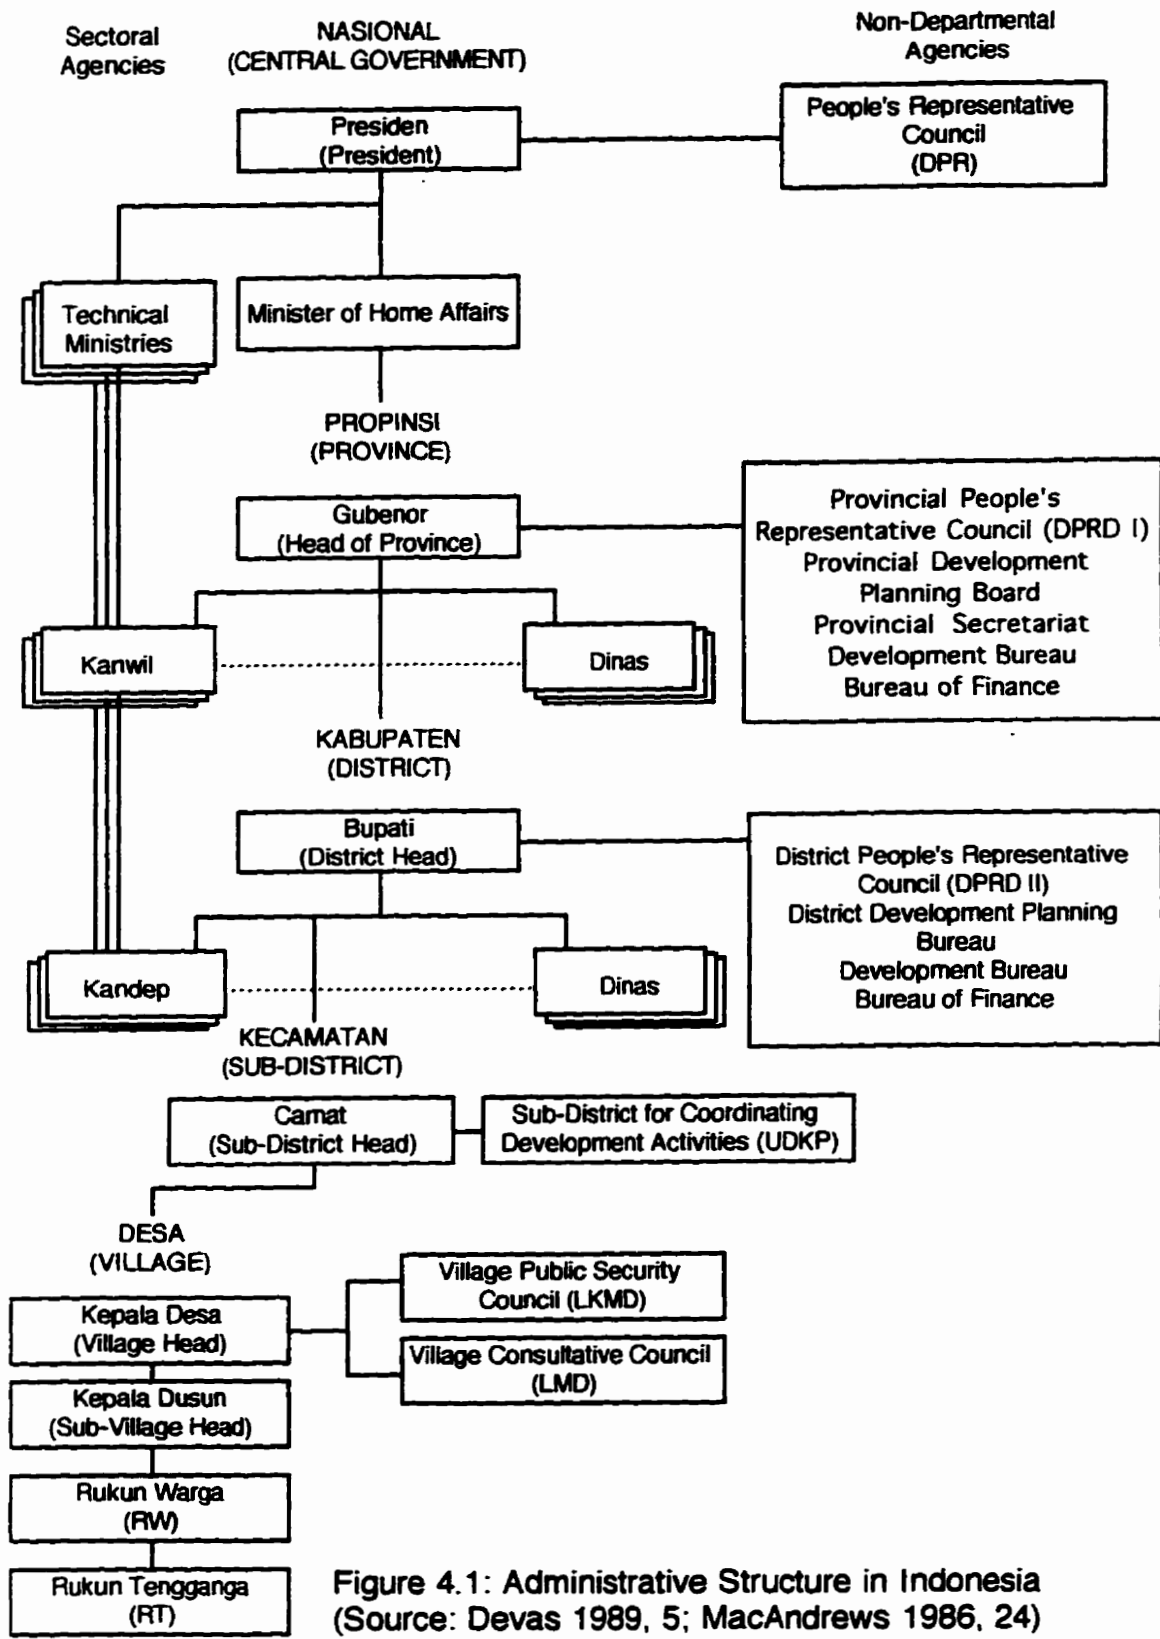 Sectoral
Agencies
NASIONAL
(CENTRAL GOVERNMENT)
Non-Departmental
Agencies
Presiden
(President)
People's Representative
Council
(DPR)
Technical
Ministries
Minister of Home Affairs
PROPINSI
(PROVINCE)
Gubenor
(Head of Province)
Provincial People's
Representative Council (DPRD I)
Provincial Development
Planning Board
Provincial Secretariat
Development Bureau
Bureau of Finance
Kanwil
Dinas
KABUPATEN
(DISTRICT)
Bupati
(District Head)
District People's Representative
Council (DPRD II)
District Development Planning
Bureau
Development Bureau
Bureau of Finance
Kandep
Dinas
KECAMATAN
(SUB-DISTRICT)
Camat
(Sub-District Head)
Sub-District for Coordinating
Development Activities (UDKP)
DESA
(VILLAGE)
Kepala Desa
(Village Head)
Village Public Security
Council (LKMD)
Village Consultative Council
(LMD)
Kepala Dusun
(Sub-Village Head)
Rukun Warga
(RW)
Rukun Tengganga
(RT)
Figure 4.1: Administrative Structure in Indonesia
(Source: Devas 1989, 5; MacAndrews 1986, 24)